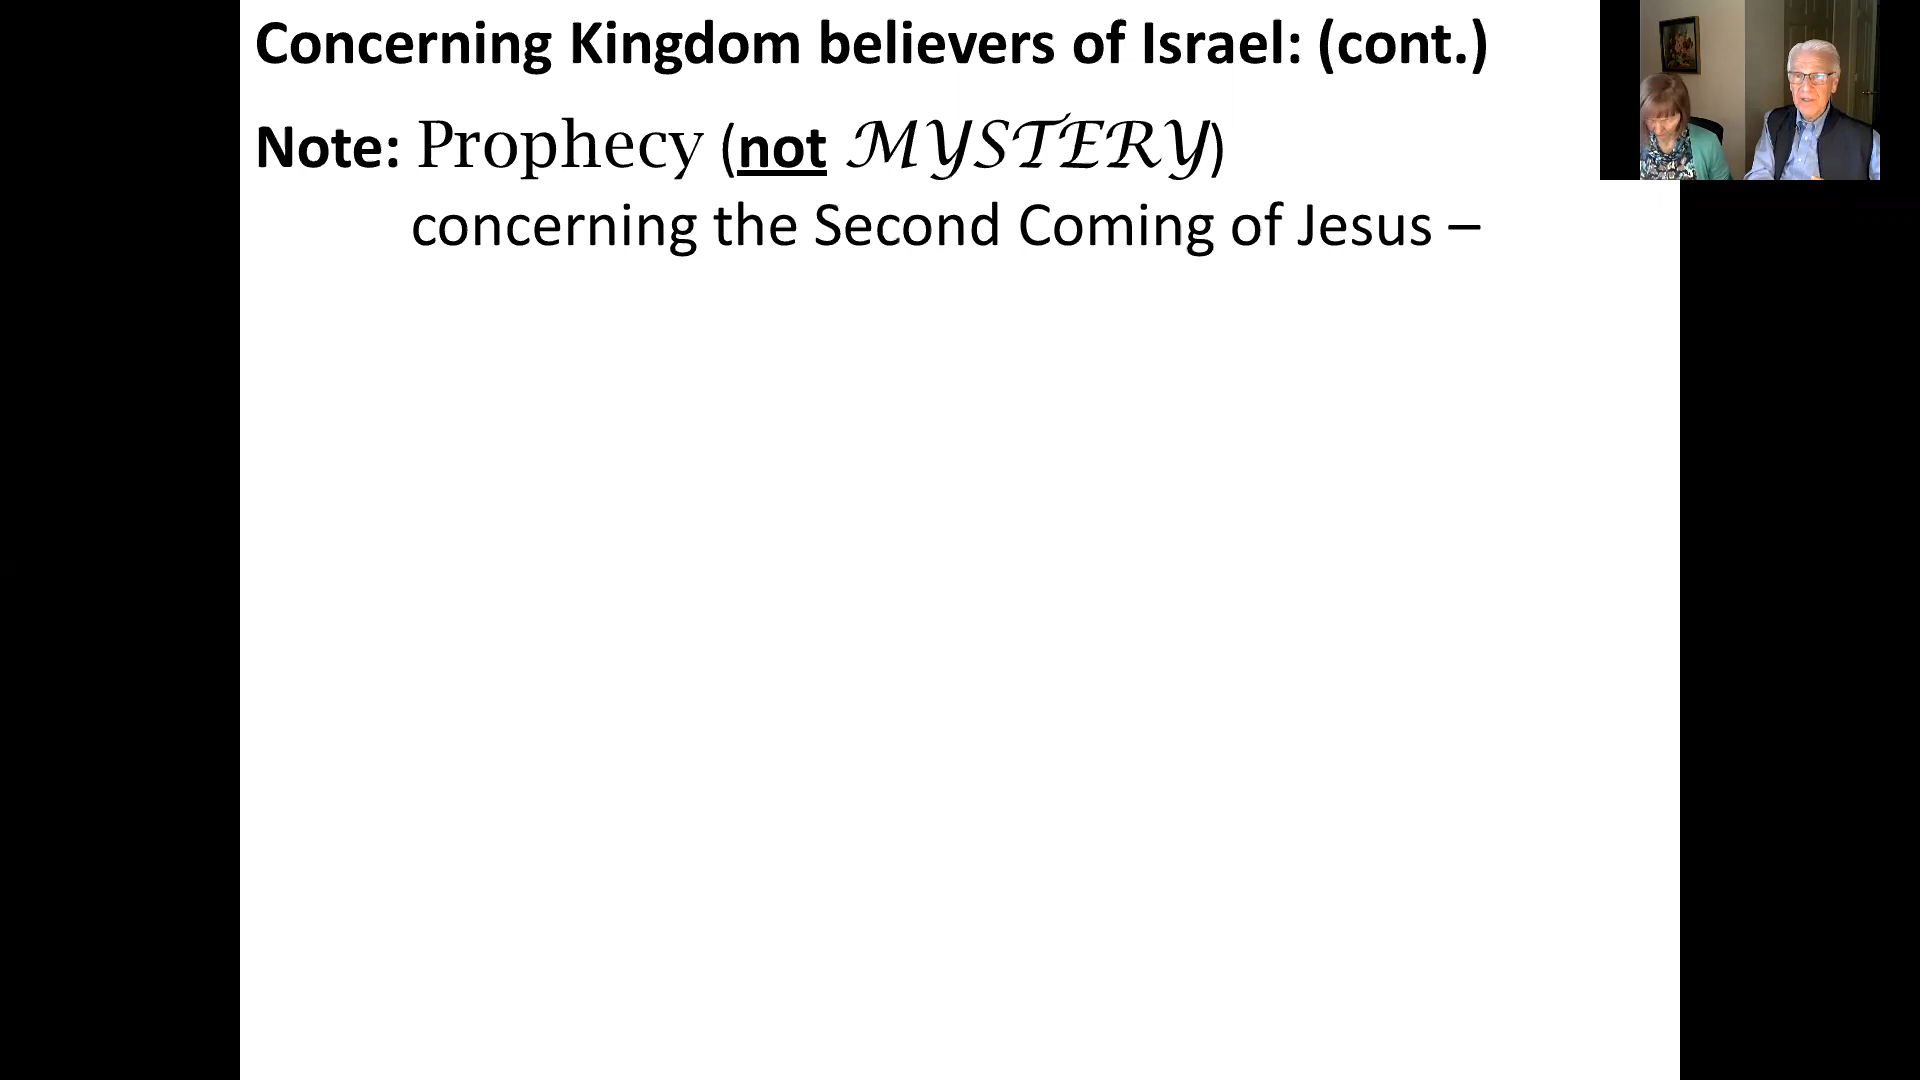 Concerning Kingdom believers of Israel: (cont.)
Note: Prophecy (not MYSTERY)
concerning the Second Coming of Jesus –